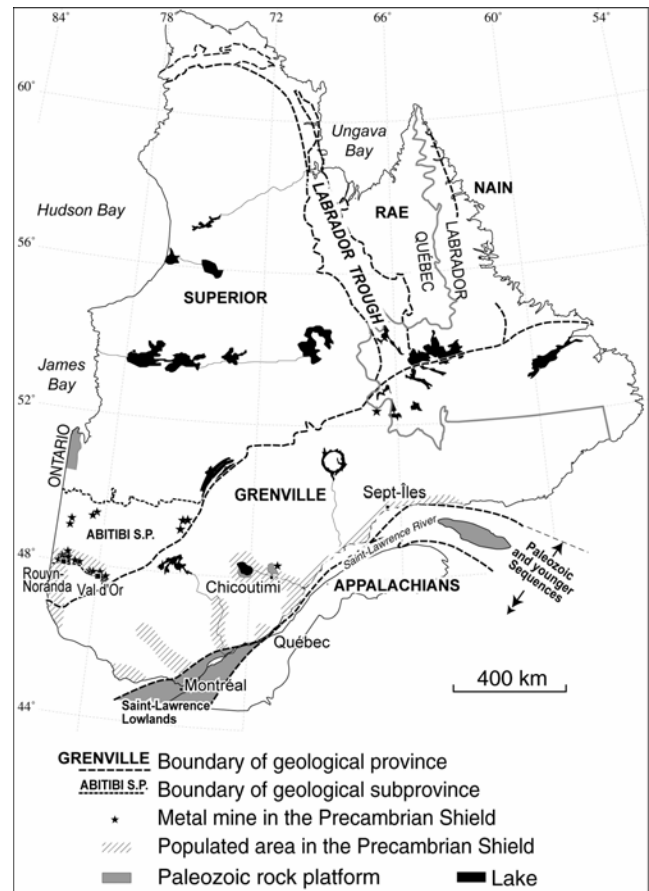 84˚
78˚
72˚
66˚
60˚
54˚
60˚
Ungava
Bay
Hudson Bay
LABRADOR TROUGH
RAE
NAIN
QUÉBEC
LABRADOR
56˚
SUPERIOR
James
Bay
52˚
ONTARIO
GRENVILLE
Sept-Îles
ABITIBI S.P.
Saint-Lawrence River
Paleozoic
and younger
Sequences
48˚
Rouyn-
Noranda
Val-d'Or
Chicoutimi
APPALACHIANS
Québec
Montréal
400 km
44˚
Saint-Lawrence
Lowlands
GRENVILLE Boundary of geological province
ABITIBI S.P. Boundary of geological subprovince
Metal mine in the Precambrian Shield
Populated area in the Precambrian Shield
Paleozoic rock platform Lake